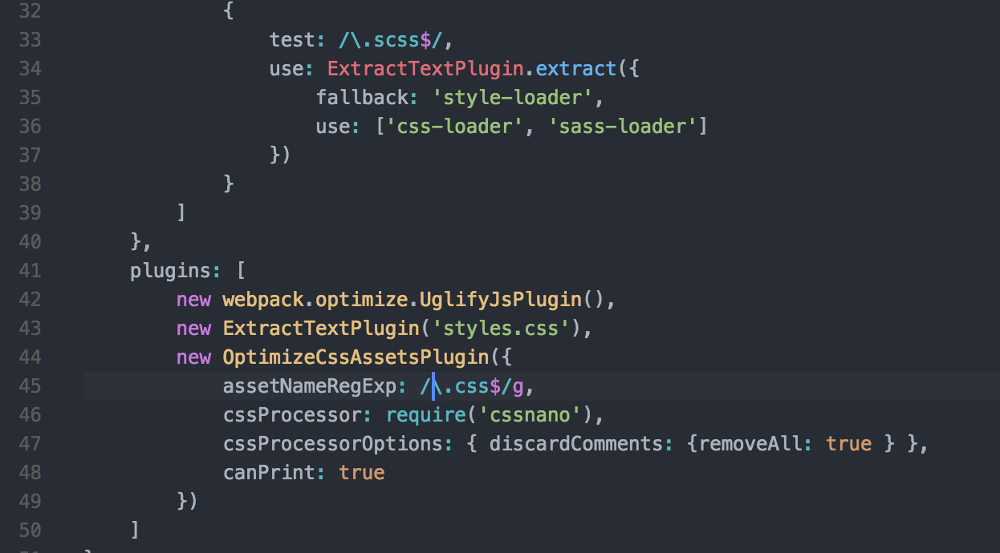 32                {
33                    test: /\.scss$/,
34                    use: ExtractTextPlugin.extract({
35                        fallback: 'style-loader',
36                        use: ['css-loader', 'sass-loader']
37                    })
38                }
39            ]
40        },
41        plugins: [
42            new webpack.optimize.UglifyJsPlugin(),
43            new ExtractTextPlugin('styles.css'),
44            new OptimizeCssAssetsPlugin({
45                assetNameRegExp: /\.css$/g,
46                cssProcessor: require('cssnano'),
47                cssProcessorOptions: { discardComments: {removeAll: true } },
48                canPrint: true
49            })
50        ]